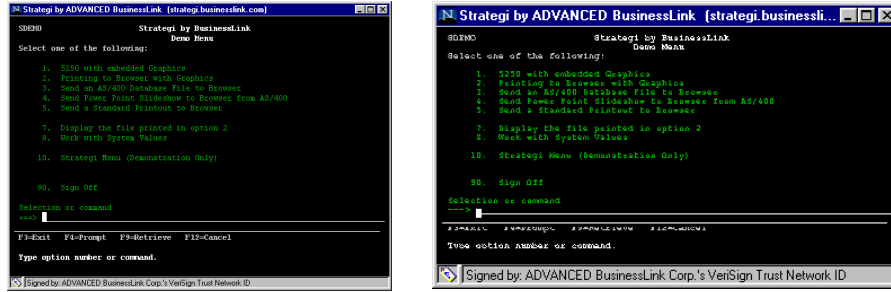 Strategi by ADVANCED BusinessLink (strategi.businesslink.com)
SDEMO Strategi by BusinessLink
Demo Menu
Select one of the following:
1. 5250 with embedded Graphics
2. Printing to Browser with Graphics
3. Send an AS/400 Database File to Browser
4. Send Power Point Slideshow to Browser from AS/400
5. Send a Standard Printout to Browser
7. Display the file printed in option 2
8. Work with System Values
10. Strategi Menu (Demonstration Only)
90. Sign Off
Selection or command
===>
F3=Exit F4=Prompt F9=Retrieve F12=Cancel
Type option number or command.
Signed by: ADVANCED BusinessLink Corp.'s VeriSign Trust Network ID
Strategi by ADVANCED BusinessLink (strategi.businessli...
SDEMO Strategi by BusinessLink
Demo Menu
Select one of the following:
1. 5250 with embedded Graphics
2. Printing to Browser with Graphics
3. Send an AS/400 Database File to Browser
4. Send Power Point Slideshow to Browser from AS/400
5. Send a Standard Printout to Browser
7. Display the file printed in option 2
8. Work with System Values
10. Strategi Menu (Demonstration Only)
90. Sign Off
Selection or command
--->
F3=Exit F4=Prompt F9=Retrieve F12=Cancel
Type option number or command.
Signed by: ADVANCED BusinessLink Corp.'s VeriSign Trust Network ID